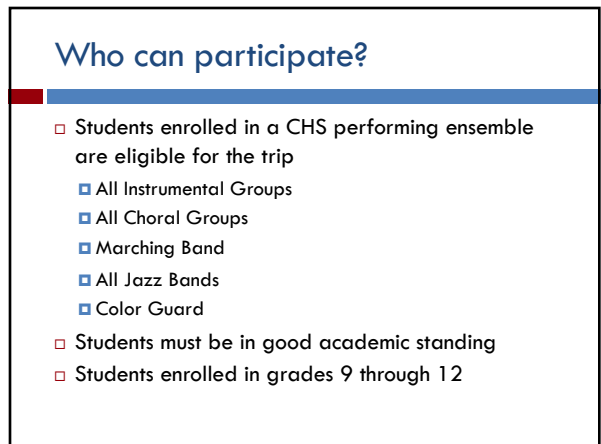 Who can participate?
Students enrolled in a CHS performing ensemble
are eligible for the trip
All Instrumental Groups
All Choral Groups
Marching Band
All Jazz Bands
Color Guard
Students must be in good academic standing
Students enrolled in grades 9 through 12